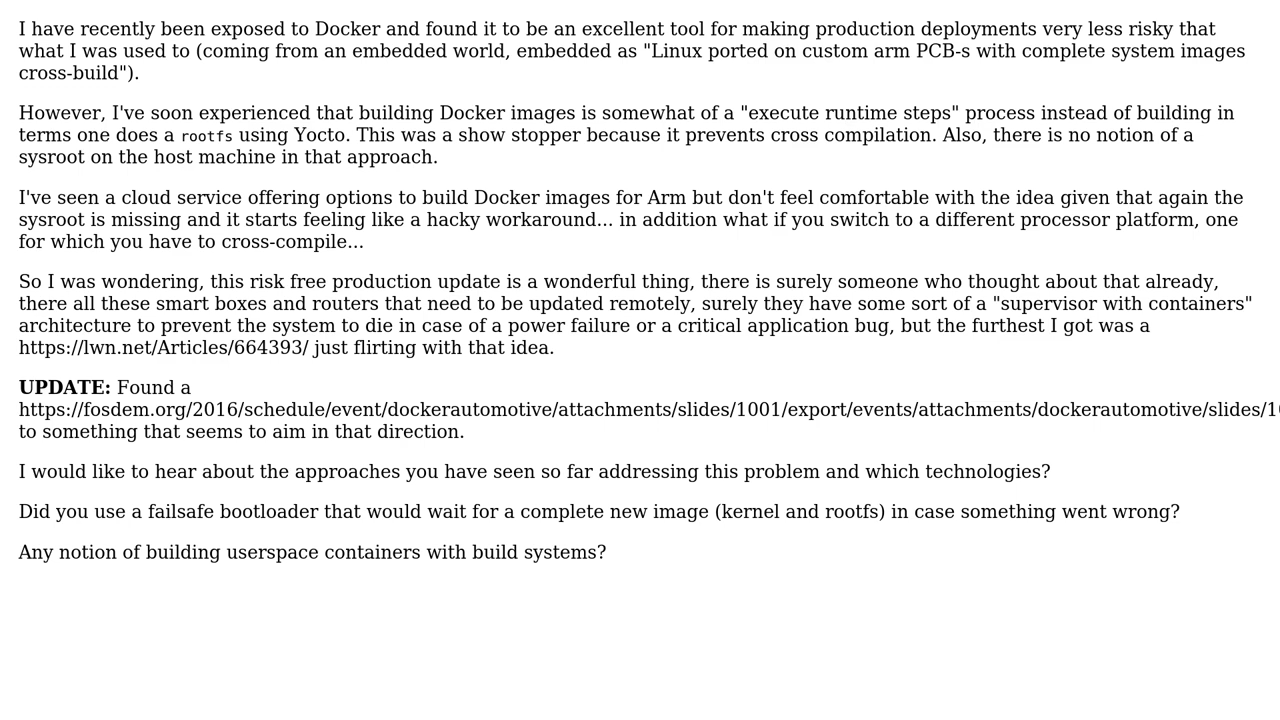 I have recently been exposed to Docker and found it to be an excellent tool for making production deployments very less risky that
what I was used to (coming from an embedded world, embedded as "Linux ported on custom arm PCB-s with complete system images
cross-build").
However, I've soon experienced that building Docker images is somewhat of a "execute runtime steps" process instead of building in
terms one does a rootfs using Yocto. This was a show stopper because it prevents cross compilation. Also, there is no notion of a
sysroot on the host machine in that approach.
I've seen a cloud service offering options to build Docker images for Arm but don't feel comfortable with the idea given that again the
sysroot is missing and it starts feeling like a hacky workaround... in addition what if you switch to a different processor platform, one
for which you have to cross-compile...
So I was wondering, this risk free production update is a wonderful thing, there is surely someone who thought about that already,
there all these smart boxes and routers that need to be updated remotely, surely they have some sort of a "supervisor with containers"
architecture to prevent the system to die in case of a power failure or a critical application bug, but the furthest I got was a
https://lwn.net/Articles/664393/ just flirting with that idea.
UPDATE: Found a
https://fosdem.org/2016/schedule/event/dockerautomotive/attachments/slides/1001/export/events/attachments/dockerautomotive/slides/10
to something that seems to aim in that direction.
I would like to hear about the approaches you have seen so far addressing this problem and which technologies?
Did you use a failsafe bootloader that would wait for a complete new image (kernel and rootfs) in case something went wrong?
Any notion of building userspace containers with build systems?